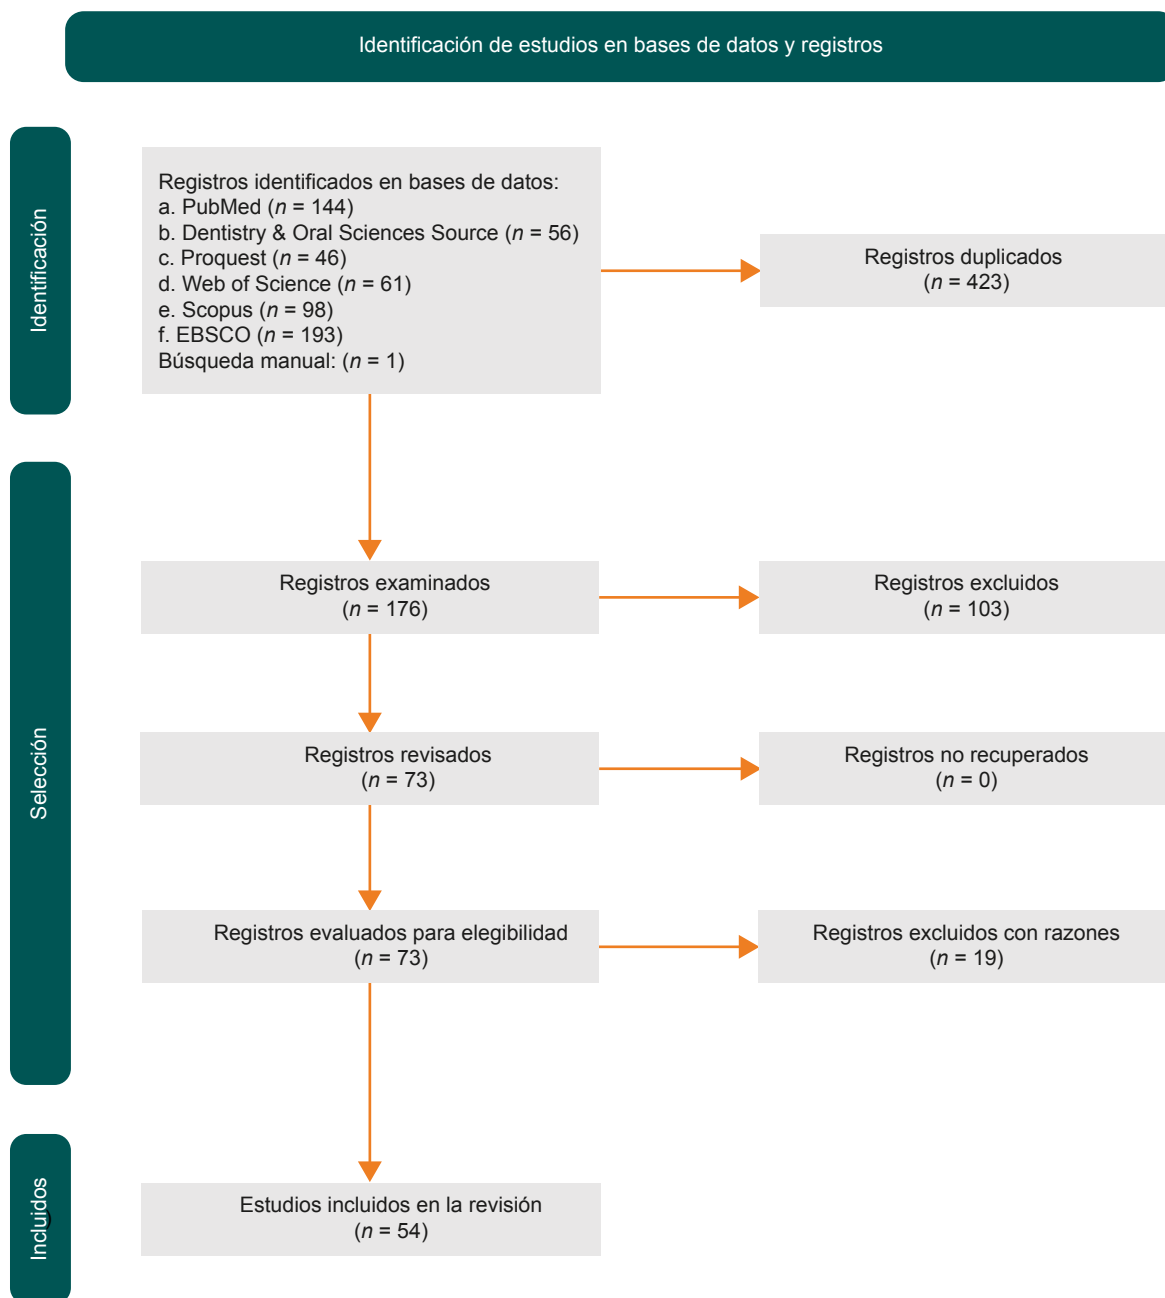 Identificación de estudios en bases de datos y registros
Identificación
Registros identificados en bases de datos:
a. PubMed (n = 144)
b. Dentistry & Oral Sciences Source (n = 56)
c. Proquest (n = 46)
d. Web of Science (n = 61)
e. Scopus (n = 98)
f. EBSCO (n = 193)
Búsqueda manual: (n = 1)
Registros duplicados
(n = 423)
Selección
Registros examinados
(n = 176)
Registros excluidos
(n = 103)
Registros revisados
(n = 73)
Registros no recuperados
(n = 0)
Registros evaluados para elegibilidad
(n = 73)
Registros excluidos con razones
(n = 19)
Incluidos
Estudios incluidos en la revisión
(n = 54)